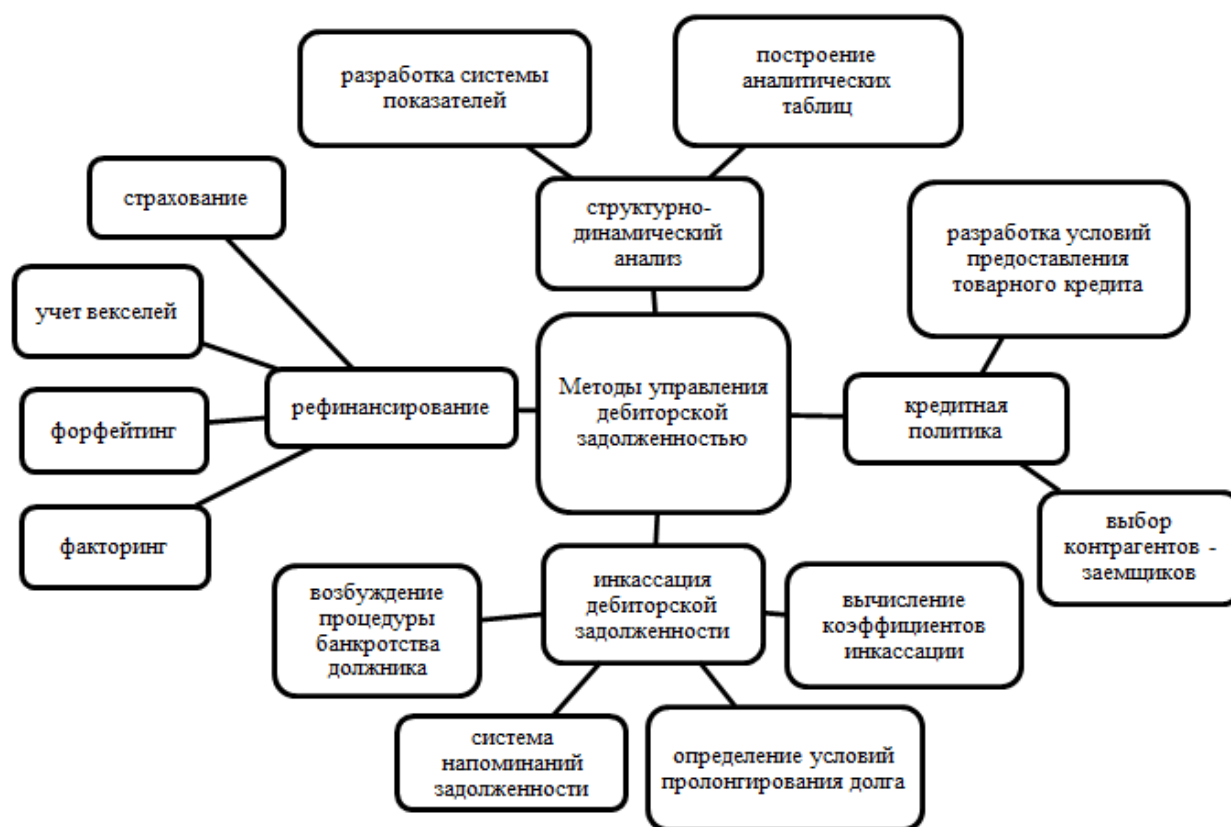 разработка системы
показателей
построение
аналитических
таблиц
страхование
структурно-
динамический
анализ
разработка условий
предоставления
товарного кредита
учет векселей
рефинансирование
Методы управления
дебиторской
задолженностью
кредитная
политика
форфейтинг
факторинг
выбор
контрагентов -
заемщиков
возбуждение
процедуры
банкротства
должника
инкассация
дебиторской
задолженности
вычисление
коэффициентов
инкассации
система
напоминаний
задолженности
определение условий
пролонгирования долга